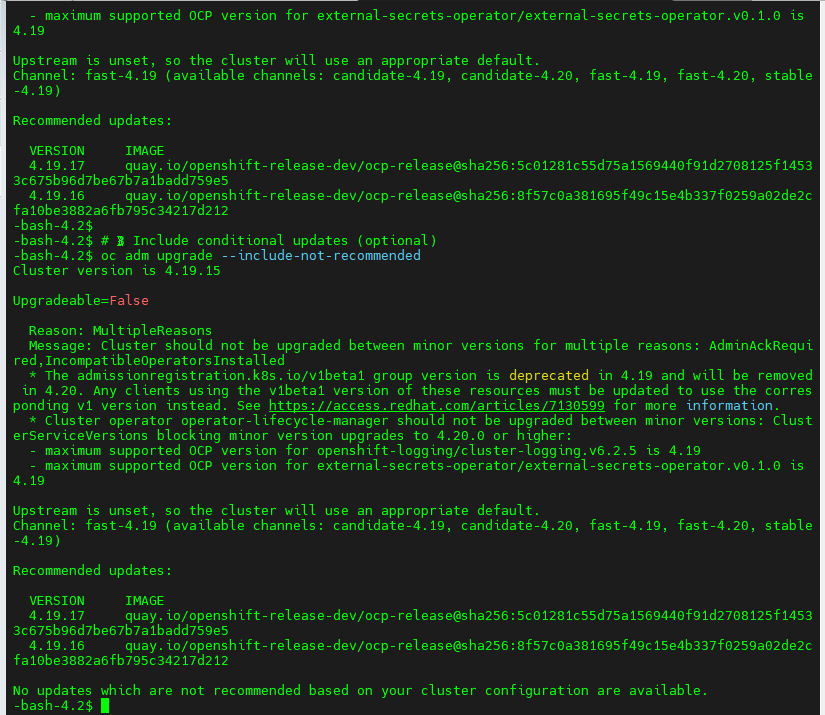 - maximum supported OCP version for external-secrets-operator/external-secrets-operator.v0.1.0 is
4.19

Upstream is unset, so the cluster will use an appropriate default.
Channel: fast-4.19 (available channels: candidate-4.19, candidate-4.20, fast-4.19, fast-4.20, stable
-4.19)

Recommended updates:

  VERSION     IMAGE
  4.19.17     quay.io/openshift-release-dev/ocp-release@sha256:5c01281c55d75a1569440f91d2708125f1453
3c675b96d7be67b7a1badd759e5
  4.19.16     quay.io/openshift-release-dev/ocp-release@sha256:8f57c0a381695f49c15e4b337f0259a02de2c
fa10be3882a6fb795c34217d212
-bash-4.2$
-bash-4.2$ # Include conditional updates (optional)
-bash-4.2$ oc adm upgrade --include-not-recommended
Cluster version is 4.19.15

Upgradeable=False

  Reason: MultipleReasons
  Message: Cluster should not be upgraded between minor versions for multiple reasons: AdminAckRequi
red,IncompatibleOperatorsInstalled
  * The admissionregistration.k8s.io/v1beta1 group version is deprecated in 4.19 and will be removed
 in 4.20. Any clients using the v1beta1 version of these resources must be updated to use the corres
ponding v1 version instead. See https://access.redhat.com/articles/7130599 for more information.
  * Cluster operator operator-lifecycle-manager should not be upgraded between minor versions: Clust
erServiceVersions blocking minor version upgrades to 4.20.0 or higher:
  - maximum supported OCP version for openshift-logging/cluster-logging.v6.2.5 is 4.19
  - maximum supported OCP version for external-secrets-operator/external-secrets-operator.v0.1.0 is
4.19

Upstream is unset, so the cluster will use an appropriate default.
Channel: fast-4.19 (available channels: candidate-4.19, candidate-4.20, fast-4.19, fast-4.20, stable
-4.19)

Recommended updates:

  VERSION     IMAGE
  4.19.17     quay.io/openshift-release-dev/ocp-release@sha256:5c01281c55d75a1569440f91d2708125f1453
3c675b96d7be67b7a1badd759e5
  4.19.16     quay.io/openshift-release-dev/ocp-release@sha256:8f57c0a381695f49c15e4b337f0259a02de2c
fa10be3882a6fb795c34217d212

No updates which are not recommended based on your cluster configuration are available.
-bash-4.2$